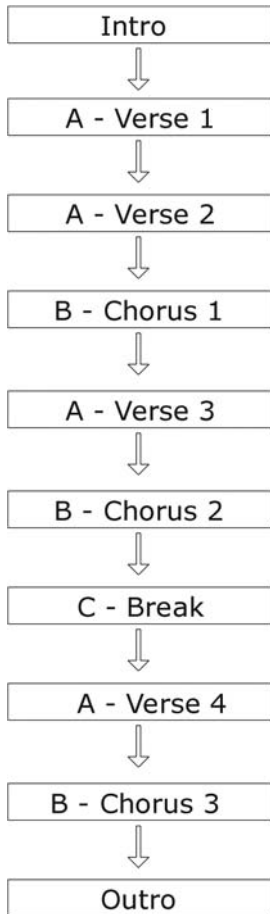 Intro
A - Verse 1
A - Verse 2
B - Chorus 1
A - Verse 3
B - Chorus 2
C - Break
A - Verse 4
B - Chorus 3
Outro